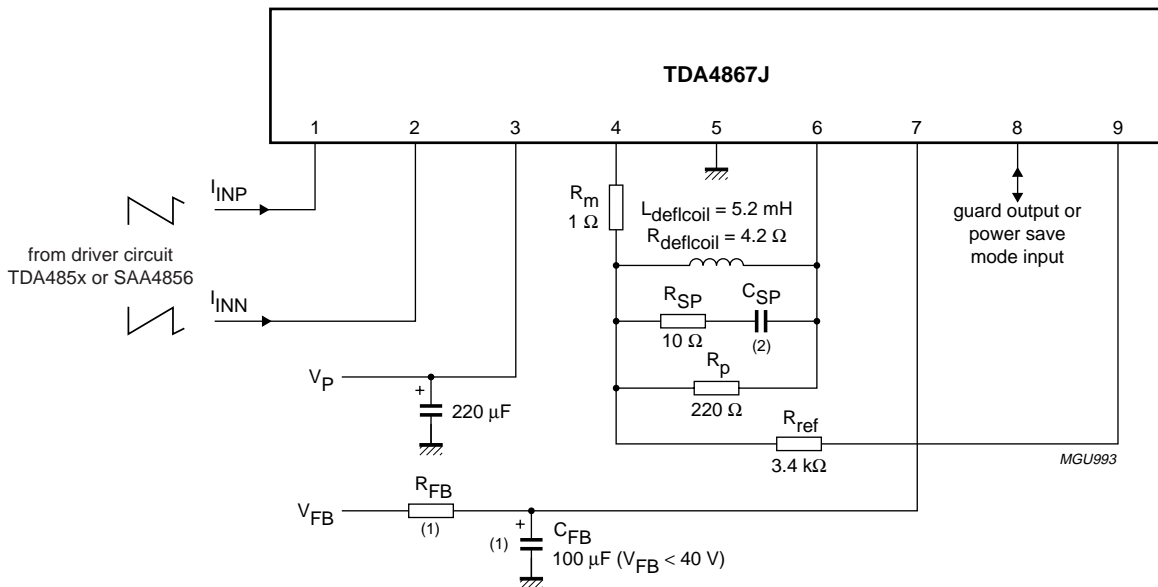 TDA4867J
1 2 3 4 5 6 7 8 9
I_INP
from driver circuit
TDA485x or SAA4856
I_INN
R_m
1 Ω
L_deflcoil = 5.2 mH
R_deflcoil = 4.2 Ω
guard output or
power save
mode input
R_SP
10 Ω
C_SP
(2)
R_p
220 Ω
V_P
+
220 μF
R_ref
3.4 kΩ
MGU993
R_FB
V_FB
(1)
+
(1)
C_FB
100 μF (V_FB < 40 V)